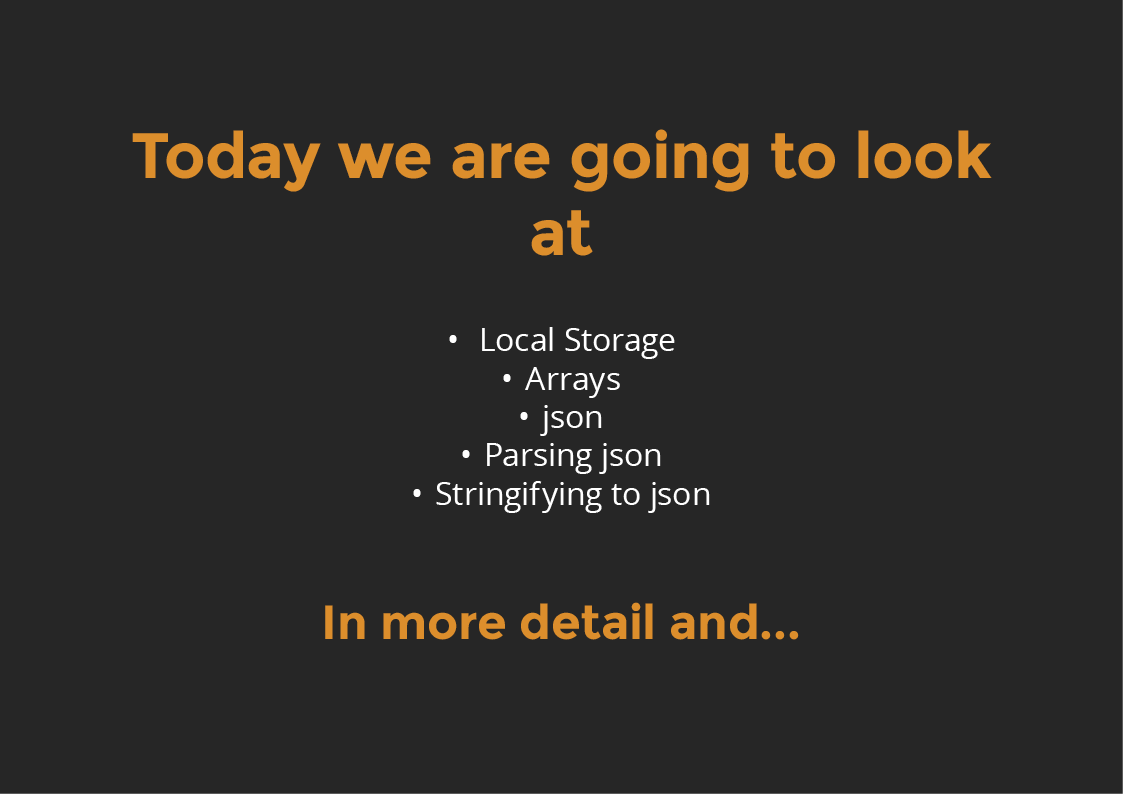 Today we are going to look
at
• Local Storage
• Arrays
• json
• Parsing json
• Stringifying to json
In more detail and...